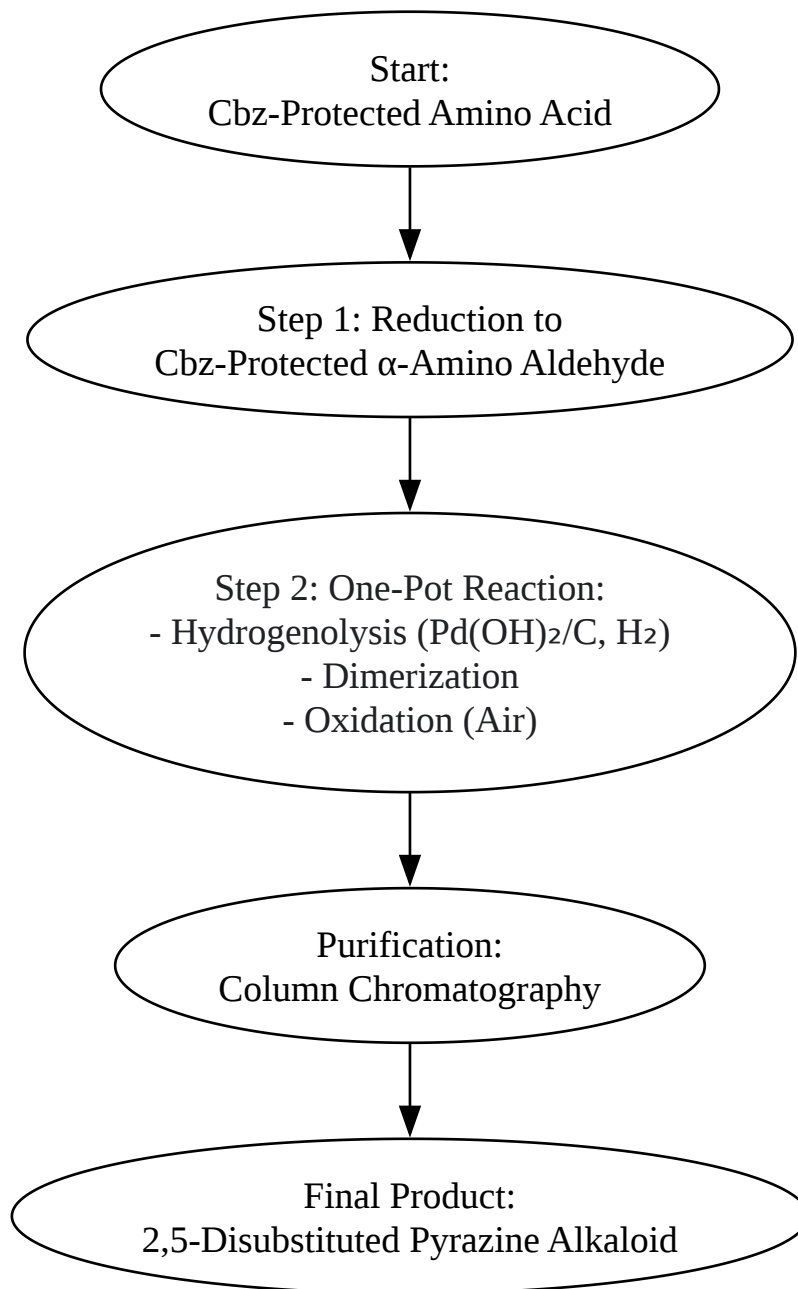 Start:
Cbz-Protected Amino Acid
Step 1: Reduction to
Cbz-Protected α-Amino Aldehyde
Step 2: One-Pot Reaction:
- Hydrogenolysis (Pd(OH)₂/C, H₂)
- Dimerization
- Oxidation (Air)
Purification:
Column Chromatography
Final Product:
2,5-Disubstituted Pyrazine Alkaloid